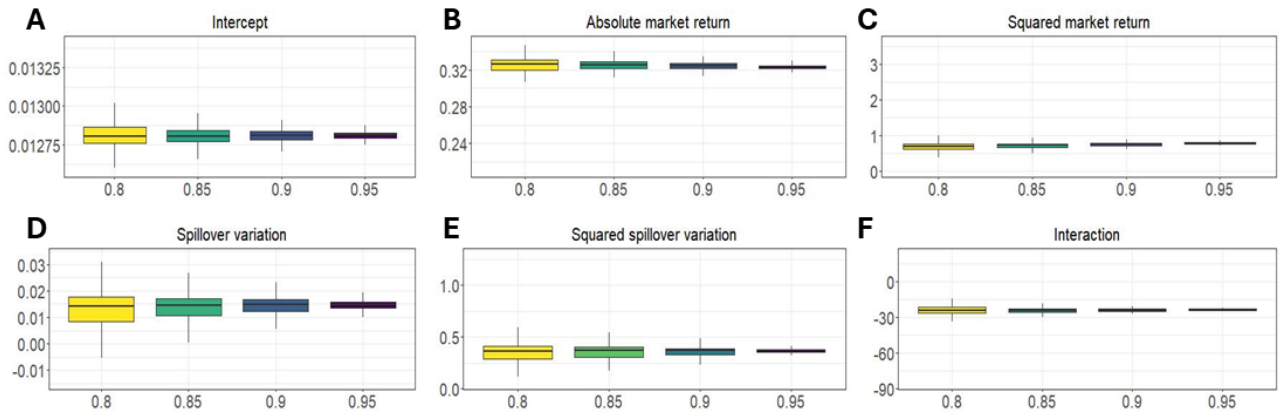 A
Intercept
0.01325
0.01300
0.01275
0.8 0.85 0.9 0.95
B
Absolute market return
0.32
0.28
0.24
0.8 0.85 0.9 0.95
C
Squared market return
3
2
1
0
0.8 0.85 0.9 0.95
D
Spillover variation
0.03
0.02
0.01
0.00
-0.01
0.8 0.85 0.9 0.95
E
Squared spillover variation
1.0
0.5
0.0
0.8 0.85 0.9 0.95
F
Interaction
0
-30
-60
-90
0.8 0.85 0.9 0.95